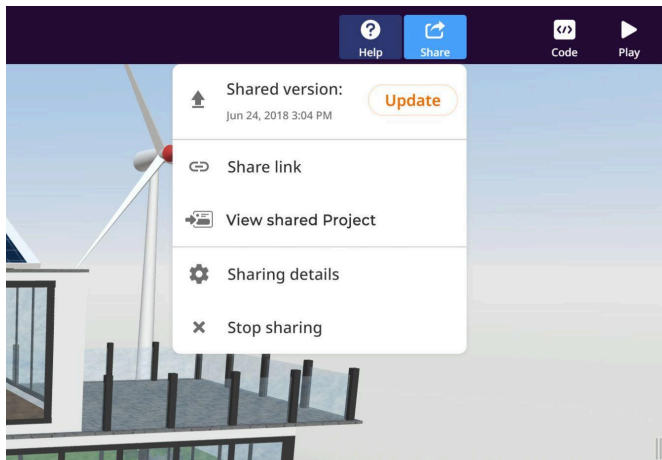 Help
Share
Code
Play
Shared version:
Jun 24, 2018 3:04 PM
Update
Share link
View shared Project
Sharing details
Stop sharing